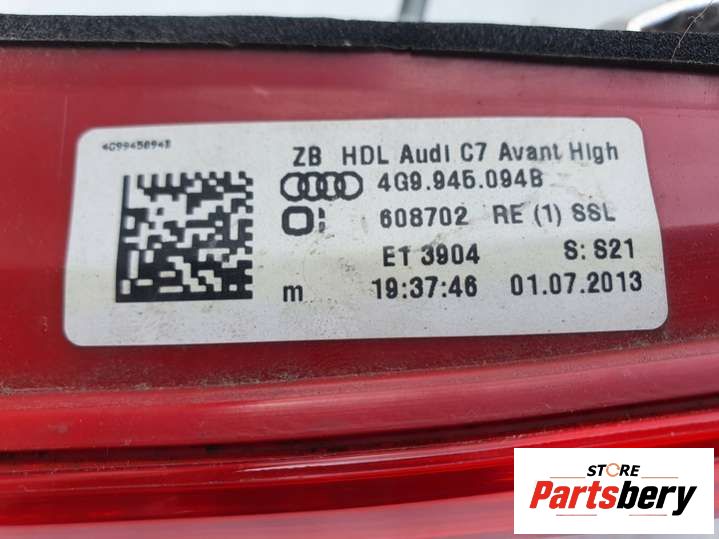 4G9945094B
ZB HDL Audi C7 Avant High
4G9.945.094B
608702 RE (1) SSL
E1 3904 S: S21
m 19:37:46 01.07.2013
STORE
Partsbery